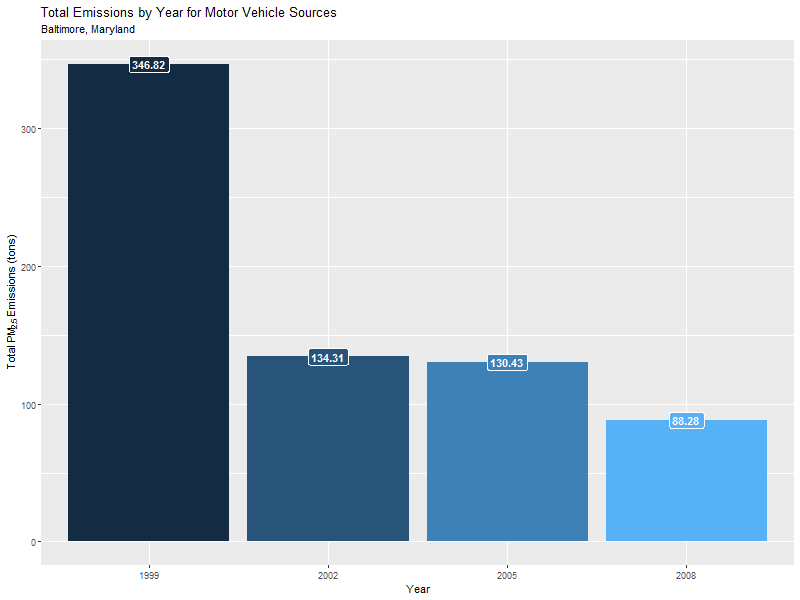 Total Emissions by Year for Motor Vehicle Sources
Baltimore, Maryland
346.82
300
200
Total PM2.5 Emissions (tons)
134.31
130.43
100
88.28
0
1999 2002 2005 2008
Year